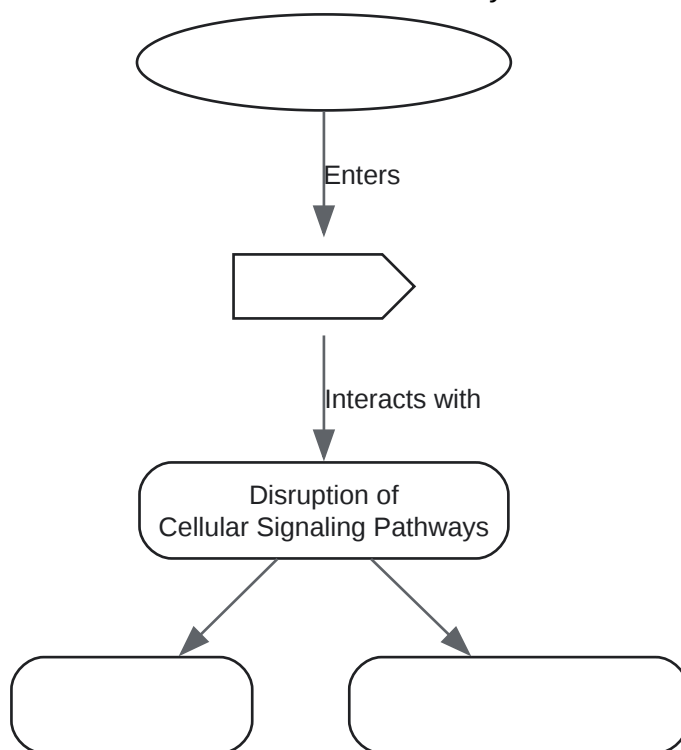 Enters
Interacts with
Disruption of
Cellular Signaling Pathways